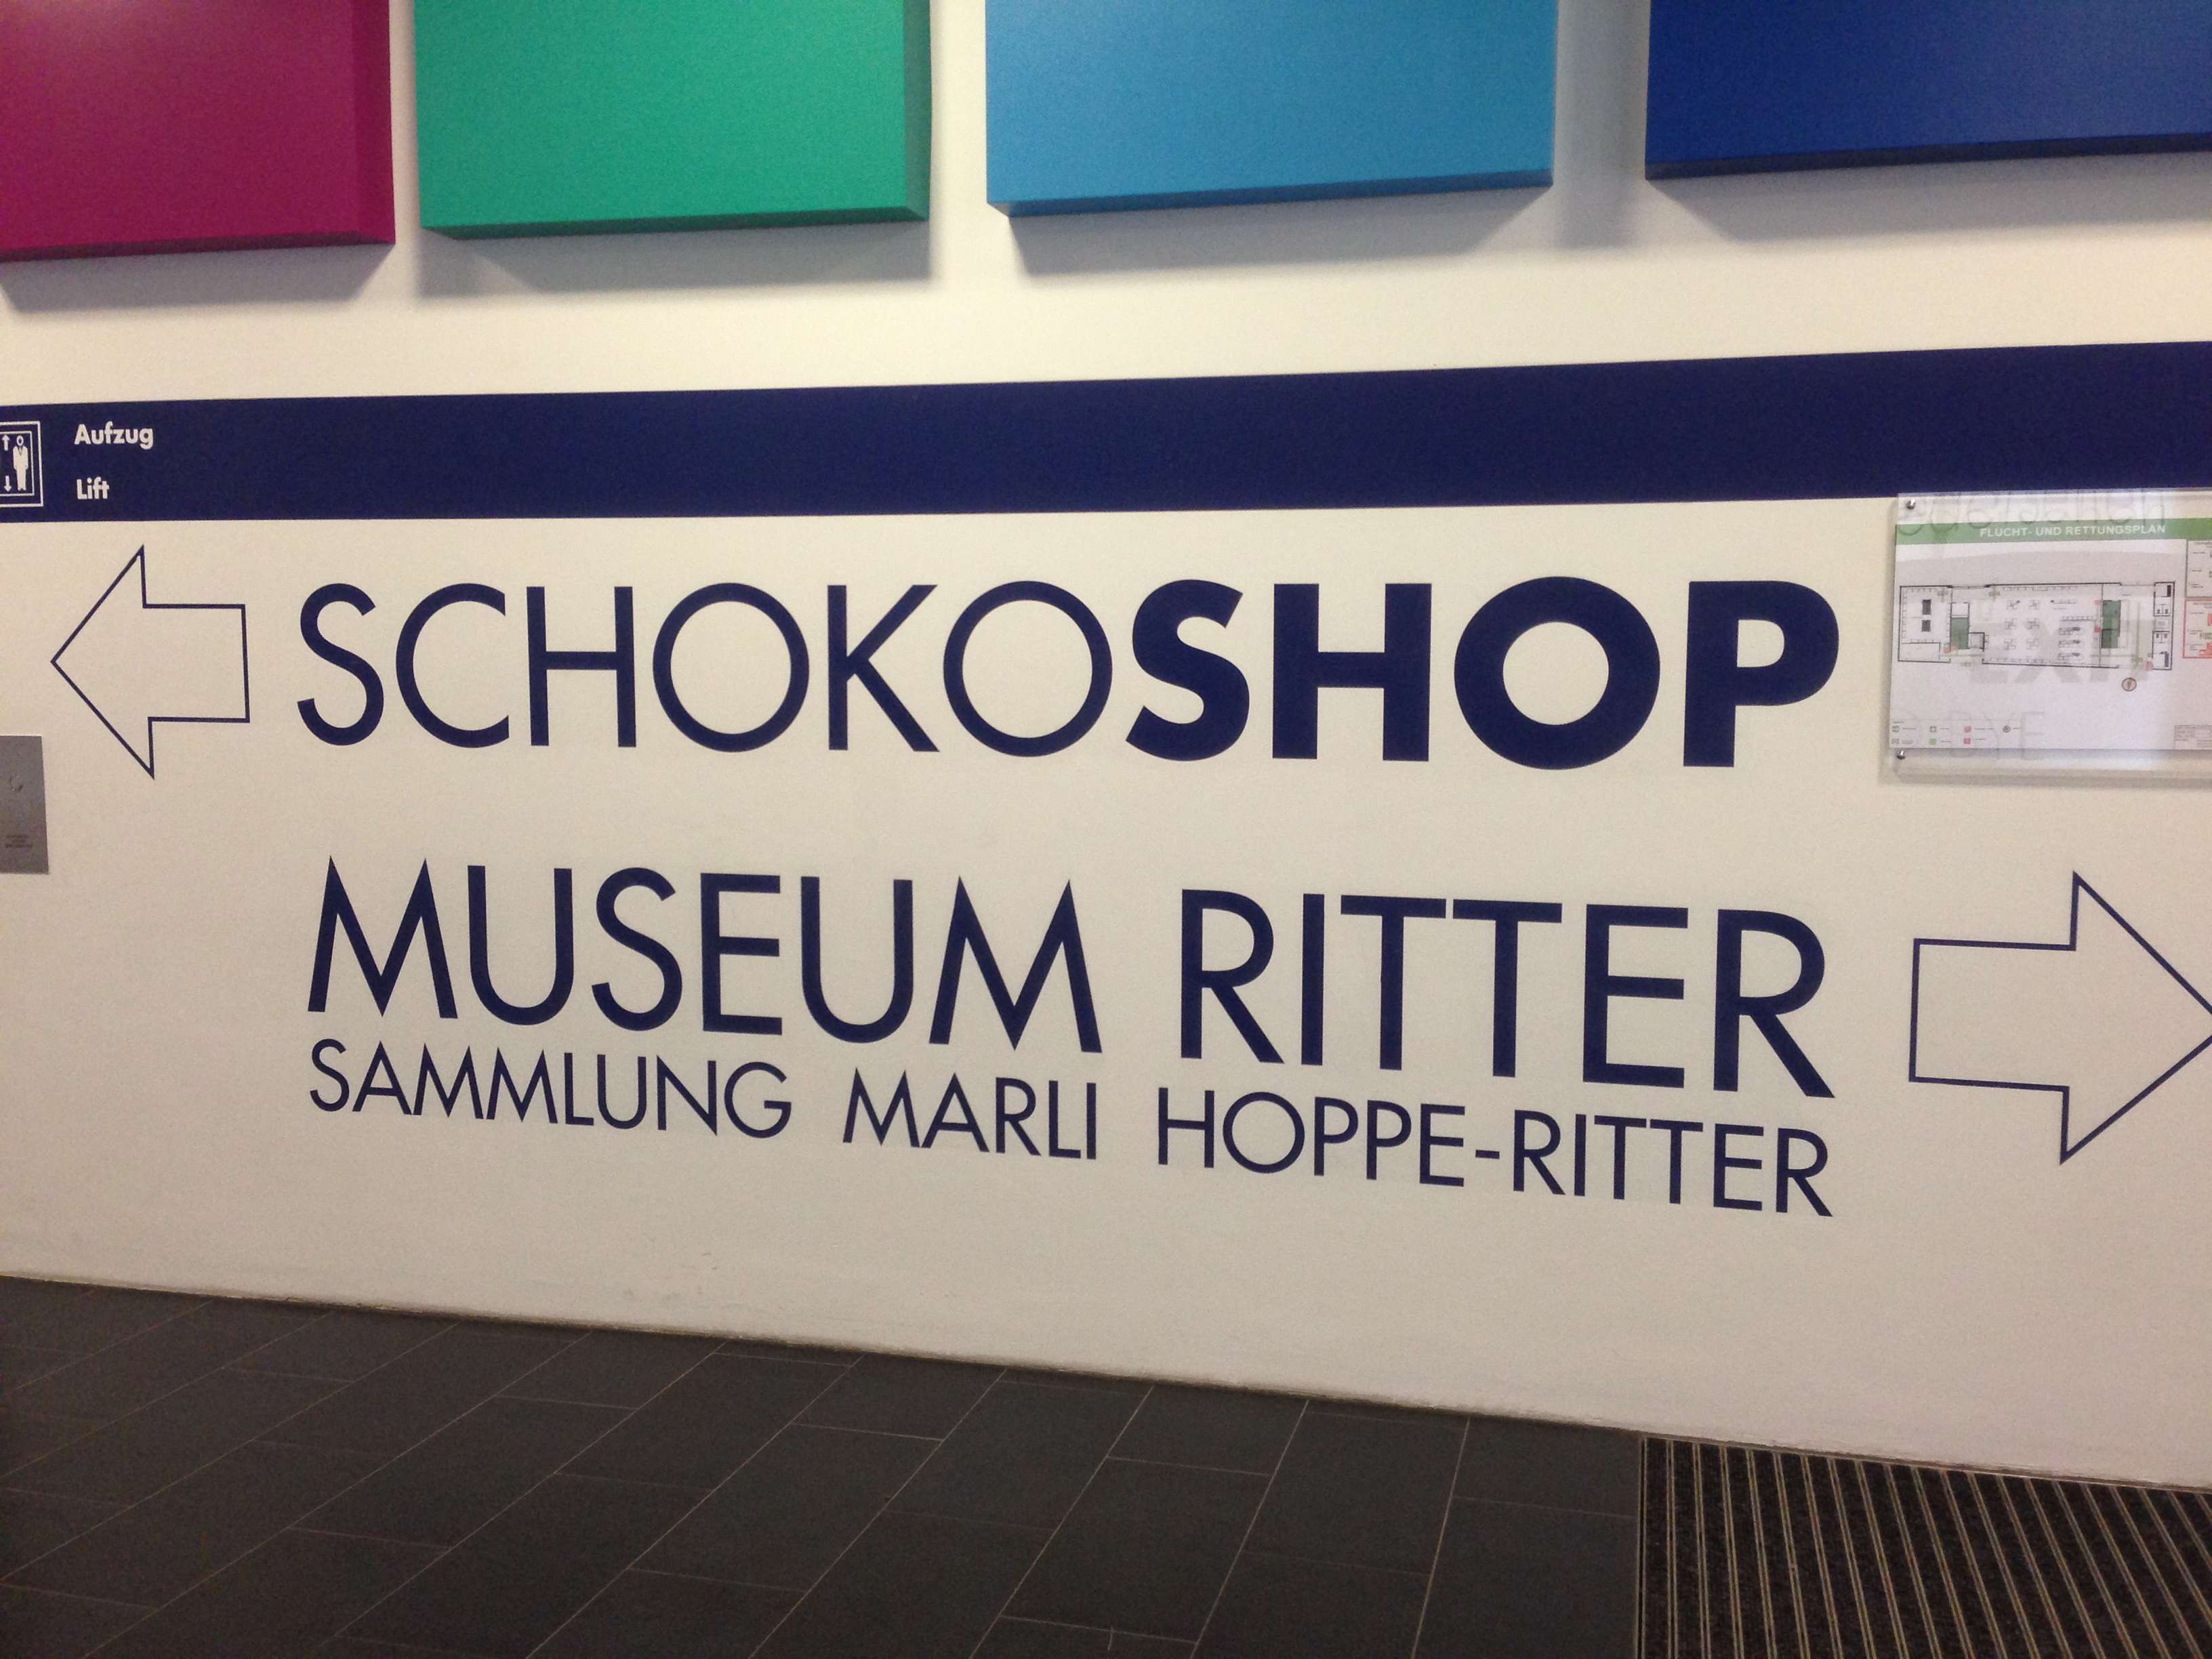 Aufzug
Lift
FLUCHT- UND RETTUNGSPLAN
SCHOKOSHOP
MUSEUM RITTER
SAMMLUNG MARLI HOPPE-RITTER